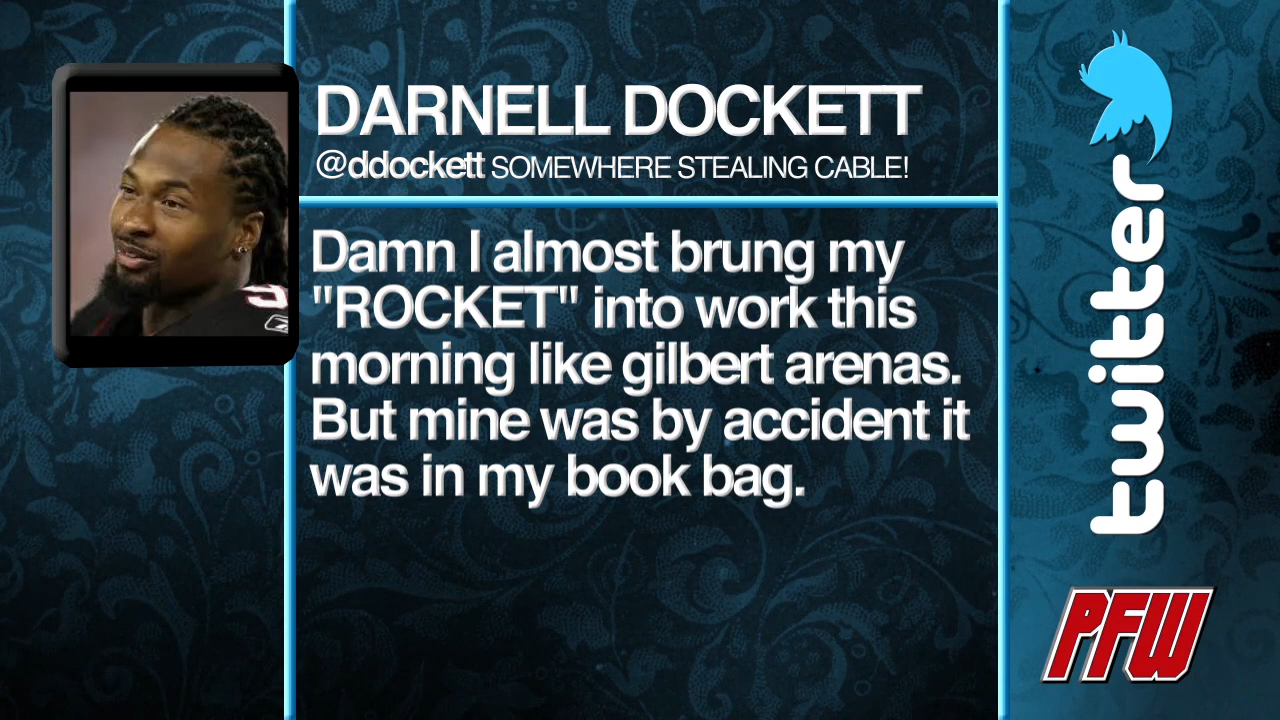 DARNELL DOCKETT
@ddockett SOMEWHERE STEALING CABLE!
Damn I almost brung my
"ROCKET" into work this
morning like gilbert arenas.
But mine was by accident it
was in my book bag.
twitter
PFW